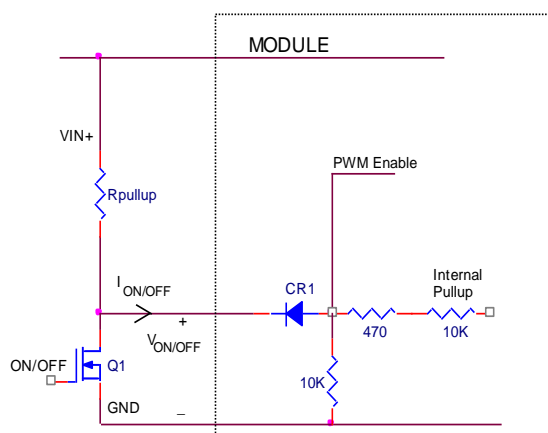 MODULE
VIN+
Rpullup
PWM Enable
I ON/OFF
CR1
Internal
Pullup
+
V ON/OFF
470
10K
ON/OFF
Q1
10K
GND
_